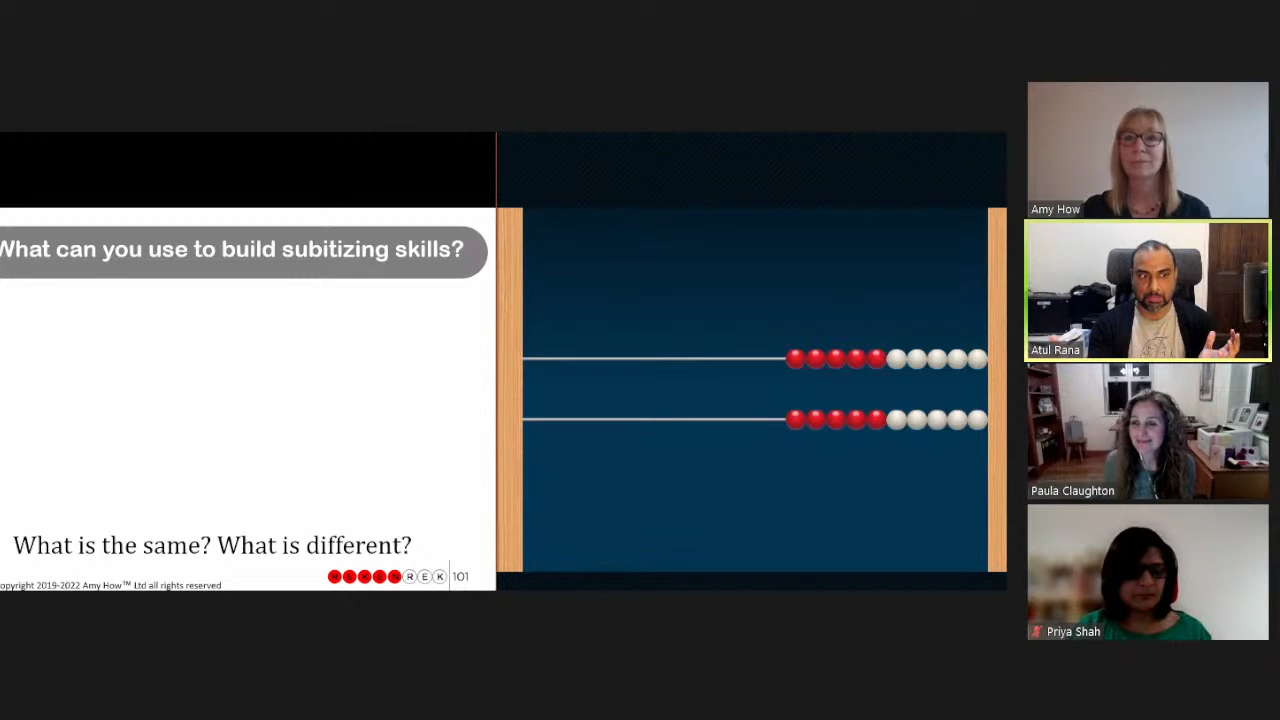 What can you use to build subitizing skills?
What is the same? What is different?
opyright 2019-2022 Amy How™ Ltd all rights reserved
REKENREK 101
Amy How
Atul Rana
Paula Claughton
Priya Shah